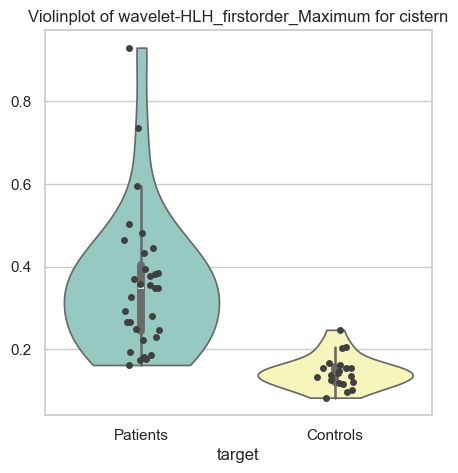 Violinplot of wavelet-HLH_firstorder_Maximum for cistern
0.8
0.6
0.4
0.2
Patients
Controls
target